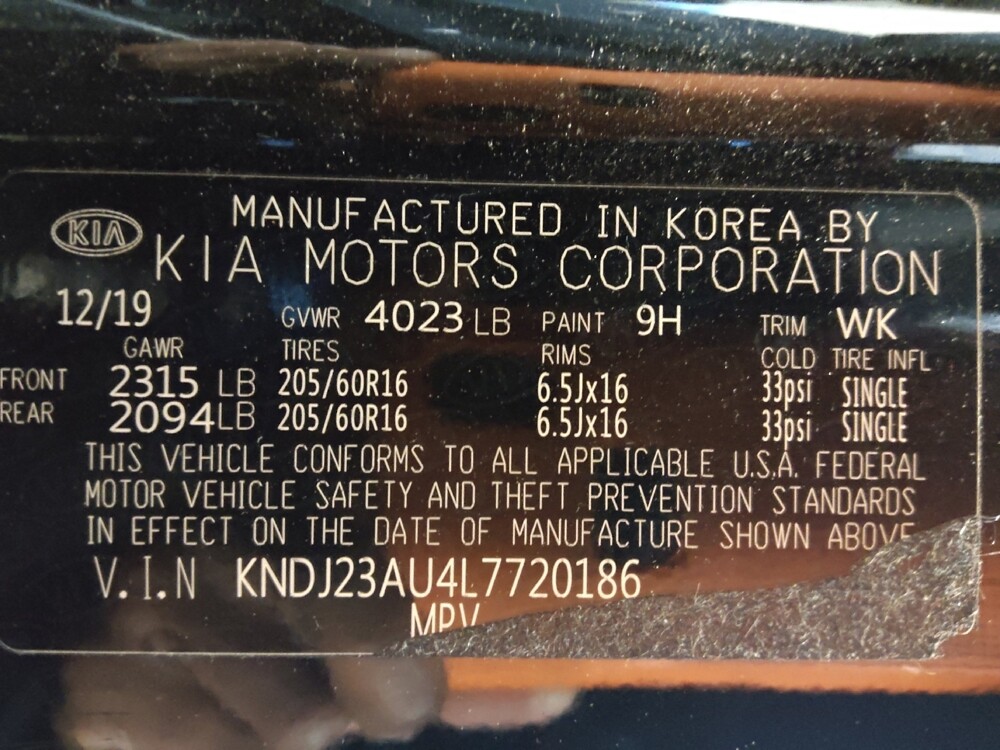 KIA
MANUFACTURED IN KOREA BY
KIA MOTORS CORPORATION
12/19 GVWR 4023 LB PAINT 9H TRIM WK
GAWR TIRES RIMS COLD TIRE INFL
FRONT 2315 LB 205/60R16 6.5Jx16 33psi SINGLE
REAR 2094 LB 205/60R16 6.5Jx16 33psi SINGLE
THIS VEHICLE CONFORMS TO ALL APPLICABLE U.S.A. FEDERAL
MOTOR VEHICLE SAFETY AND THEFT PREVENTION STANDARDS
IN EFFECT ON THE DATE OF MANUFACTURE SHOWN ABOVE
V.I.N KNDJ23AU4L7720186
MPV